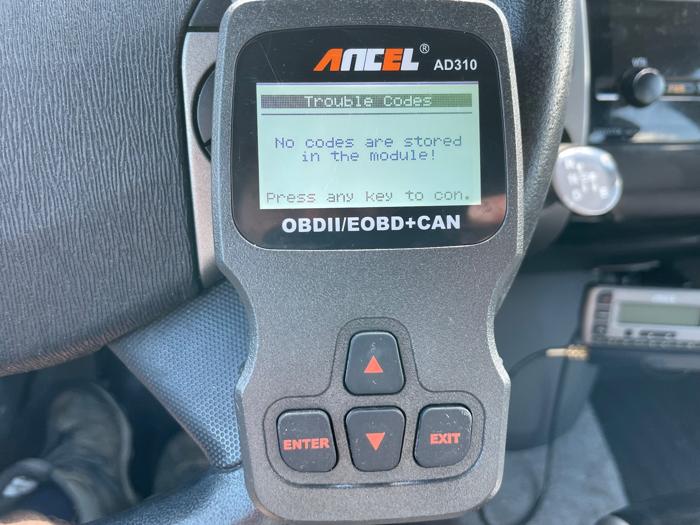 ANCEL®
AD310
Trouble Codes
No codes are stored
in the module!
Press any key to con.
OBDII/EOBD+CAN
ENTER
EXIT